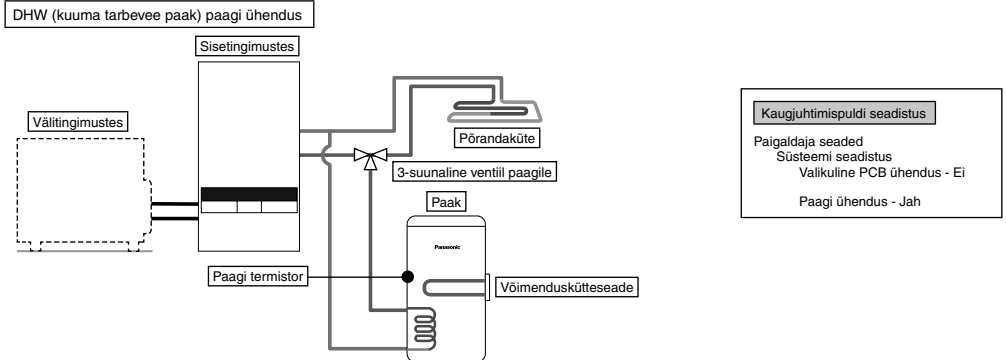 DHW (kuuma tarbevee paak) paagi ühendus
Sisetingimustes
Välitingimustes
Põrandaküte
3-suunaline ventiil paagile
Paak
Panasonic
Paagi termistor
Võimenduskütteseade
Kaugjuhtimispuldi seadistus
Paigaldaja seaded
Süsteemi seadistus
Valikuline PCB ühendus - Ei
Paagi ühendus - Jah